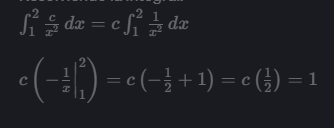 ∫₁² c/x² dx = c ∫₁² 1/x² dx
c (−1/x |₁²) = c (−1/2 + 1) = c (1/2) = 1